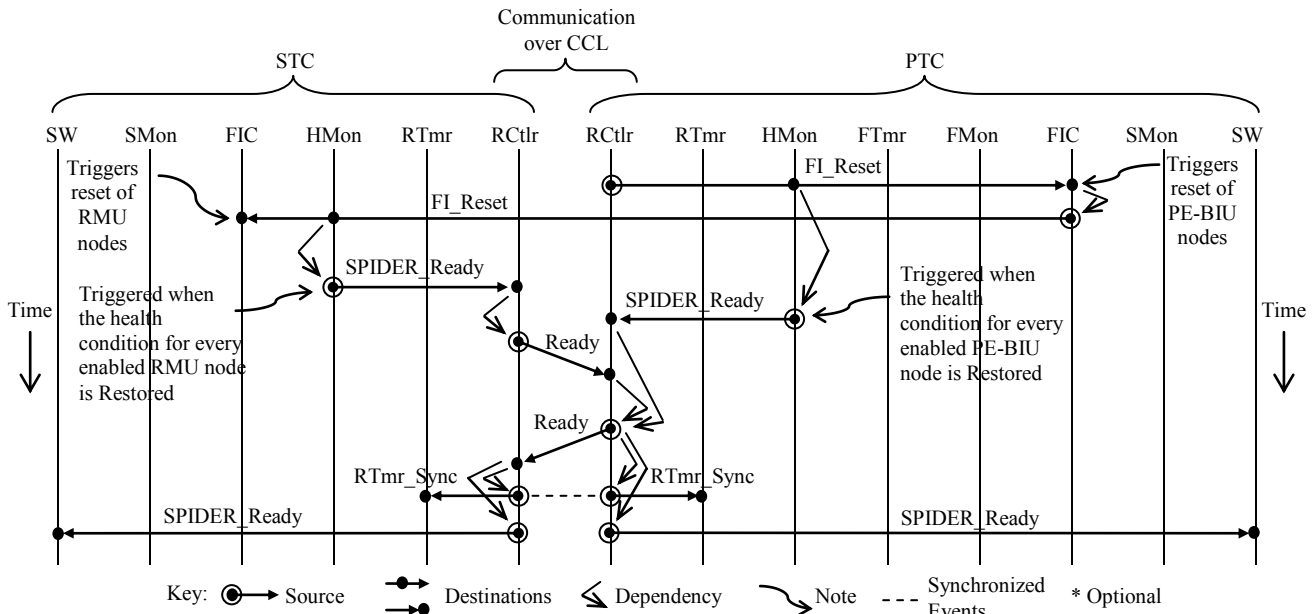 Communication
over CCL
STC
PTC
SW SMon FIC HMon RTmr RCtlr RCtlr RTmr HMon FTmr FMon FIC SMon SW
Triggers
reset of
RMU
nodes
FI_Reset
Triggers
reset of
PE-BIU
nodes
FI_Reset
SPIDER_Ready
Triggered when
the health
condition for every
enabled RMU node
is Restored
SPIDER_Ready
Triggered when
the health
condition for every
enabled PE-BIU
node is Restored
Time
Time
Ready
Ready
RTmr_Sync
RTmr_Sync
SPIDER_Ready
SPIDER_Ready
Key: Source Destinations Dependency Note Synchronized
Events * Optional